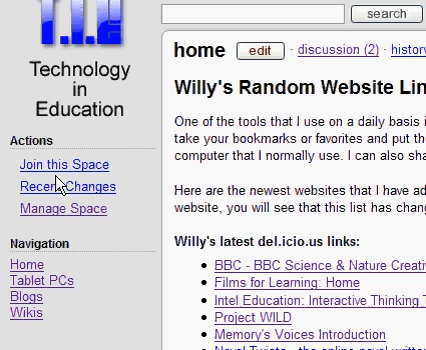 search
T.I.E
Technology
in
Education
home edit · discussion (2) · history
Willy's Random Website Lin
One of the tools that I use on a daily basis i
take your bookmarks or favorites and put the
computer that I normally use. I can also sha
Here are the newest websites that I have ad
website, you will see that this list has chang
Willy's latest del.icio.us links:
BBC - BBC Science & Nature Creativ
Films for Learning: Home
Intel Education: Interactive Thinking T
Project WILD
Memory's Voices Introduction
Actions
Join this Space
Recent Changes
Manage Space
Navigation
Home
Tablet PCs
Blogs
Wikis